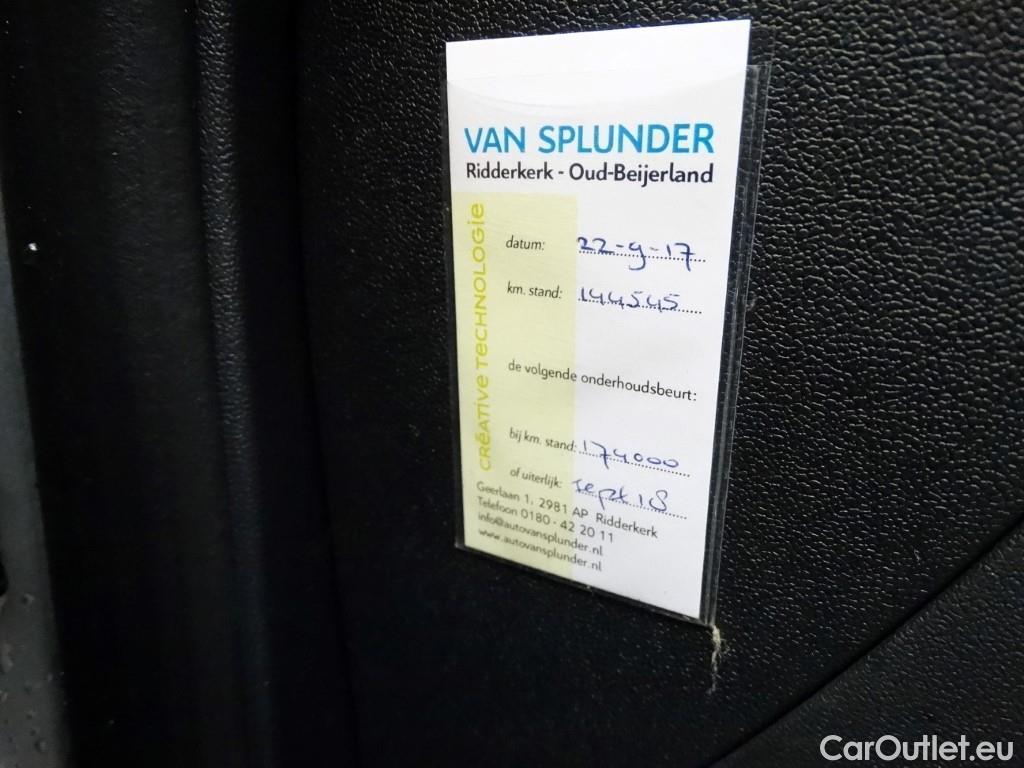 VAN SPLUNDER
Ridderkerk - Oud-Beijerland
CRÉATIVE TECHNOLOGIE
datum: 22-9-17
km. stand: 144545
de volgende onderhoudsbeurt:
bij km. stand: 174000
of uiterlijk: sept 18
Geerlaan 1, 2981 AP Ridderkerk
Telefoon 0180 - 42 20 11
info@autovansplunder.nl
www.autovansplunder.nl
CarOutlet.eu